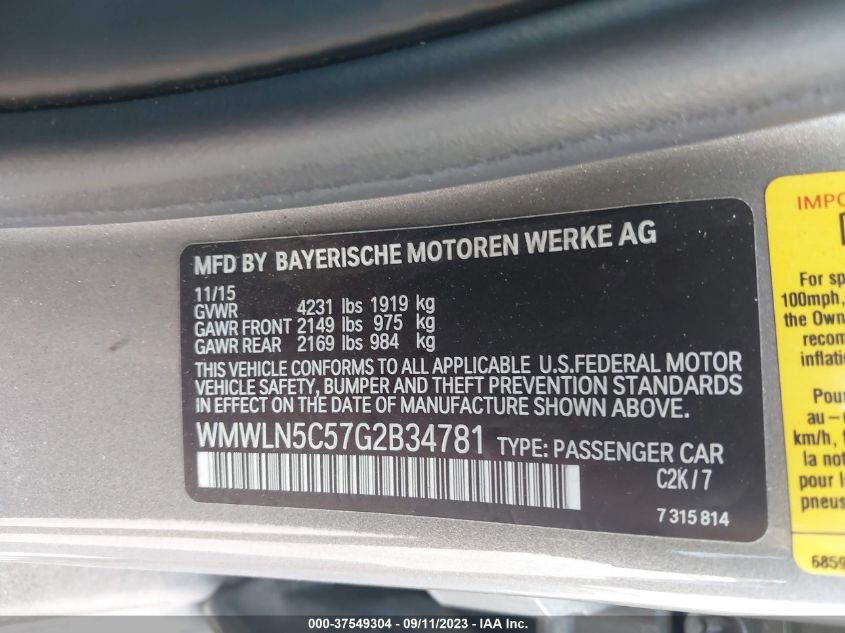 MFD BY BAYERISCHE MOTOREN WERKE AG
11/15
GVWR 4231 lbs 1919 kg
GAWR FRONT 2149 lbs 975 kg
GAWR REAR 2169 lbs 984 kg
THIS VEHICLE CONFORMS TO ALL APPLICABLE U.S.FEDERAL MOTOR
VEHICLE SAFETY, BUMPER AND THEFT PREVENTION STANDARDS
IN EFFECT ON THE DATE OF MANUFACTURE SHOWN ABOVE.
WMWLN5C57G2B34781 TYPE: PASSENGER CAR
C2K/7
7 315 814
IMPO
For sp
100mph,
the Own
recom
inflatio
Pour
au-
km/h, f
la not
pour l
pneus
6859
000-37549304 - 09/11/2023 - IAAI.com